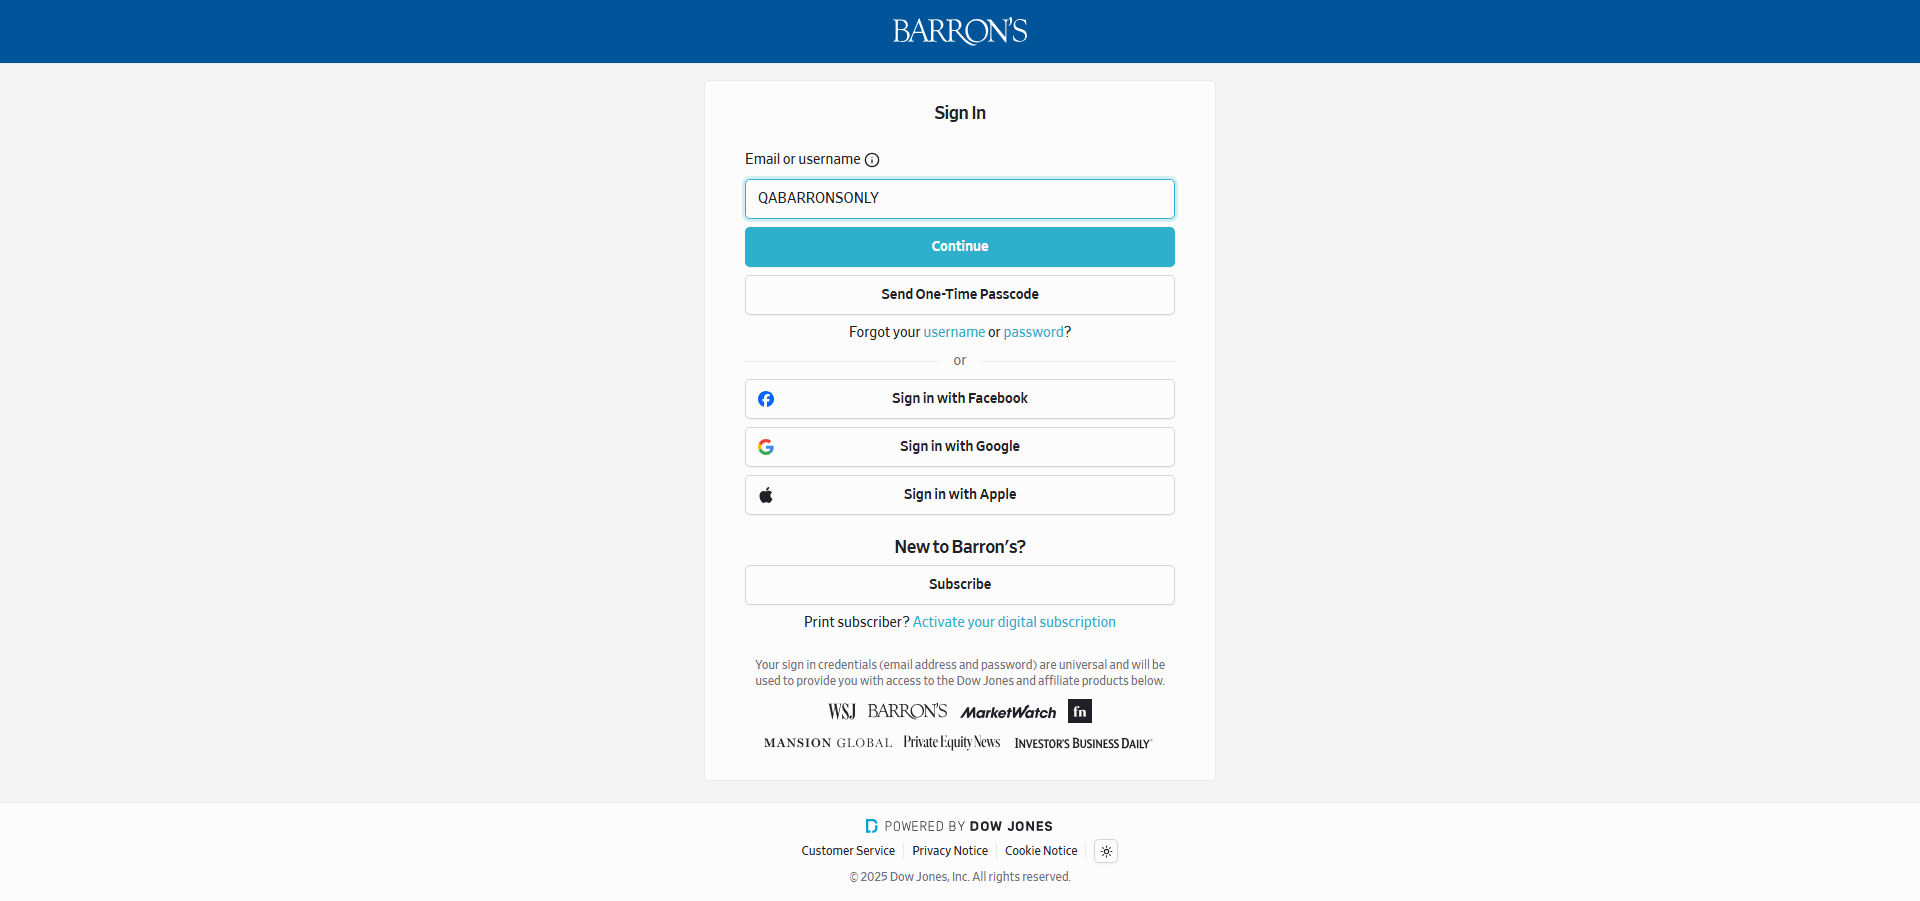 BARRON'S
Sign In
Email or username
QABARRONSONLY
Continue
Send One-Time Passcode
Forgot your username or password?
or
Sign in with Facebook
Sign in with Google
Sign in with Apple
New to Barron's?
Subscribe
Print subscriber? Activate your digital subscription
Your sign in credentials (email address and password) are universal and will be
used to provide you with access to the Dow Jones and affiliate products below.
WSJ BARRON'S MarketWatch fn
MANSION GLOBAL Private Equity News INVESTOR'S BUSINESS DAILY
POWERED BY DOW JONES
Customer Service Privacy Notice Cookie Notice
© 2025 Dow Jones, Inc. All rights reserved.